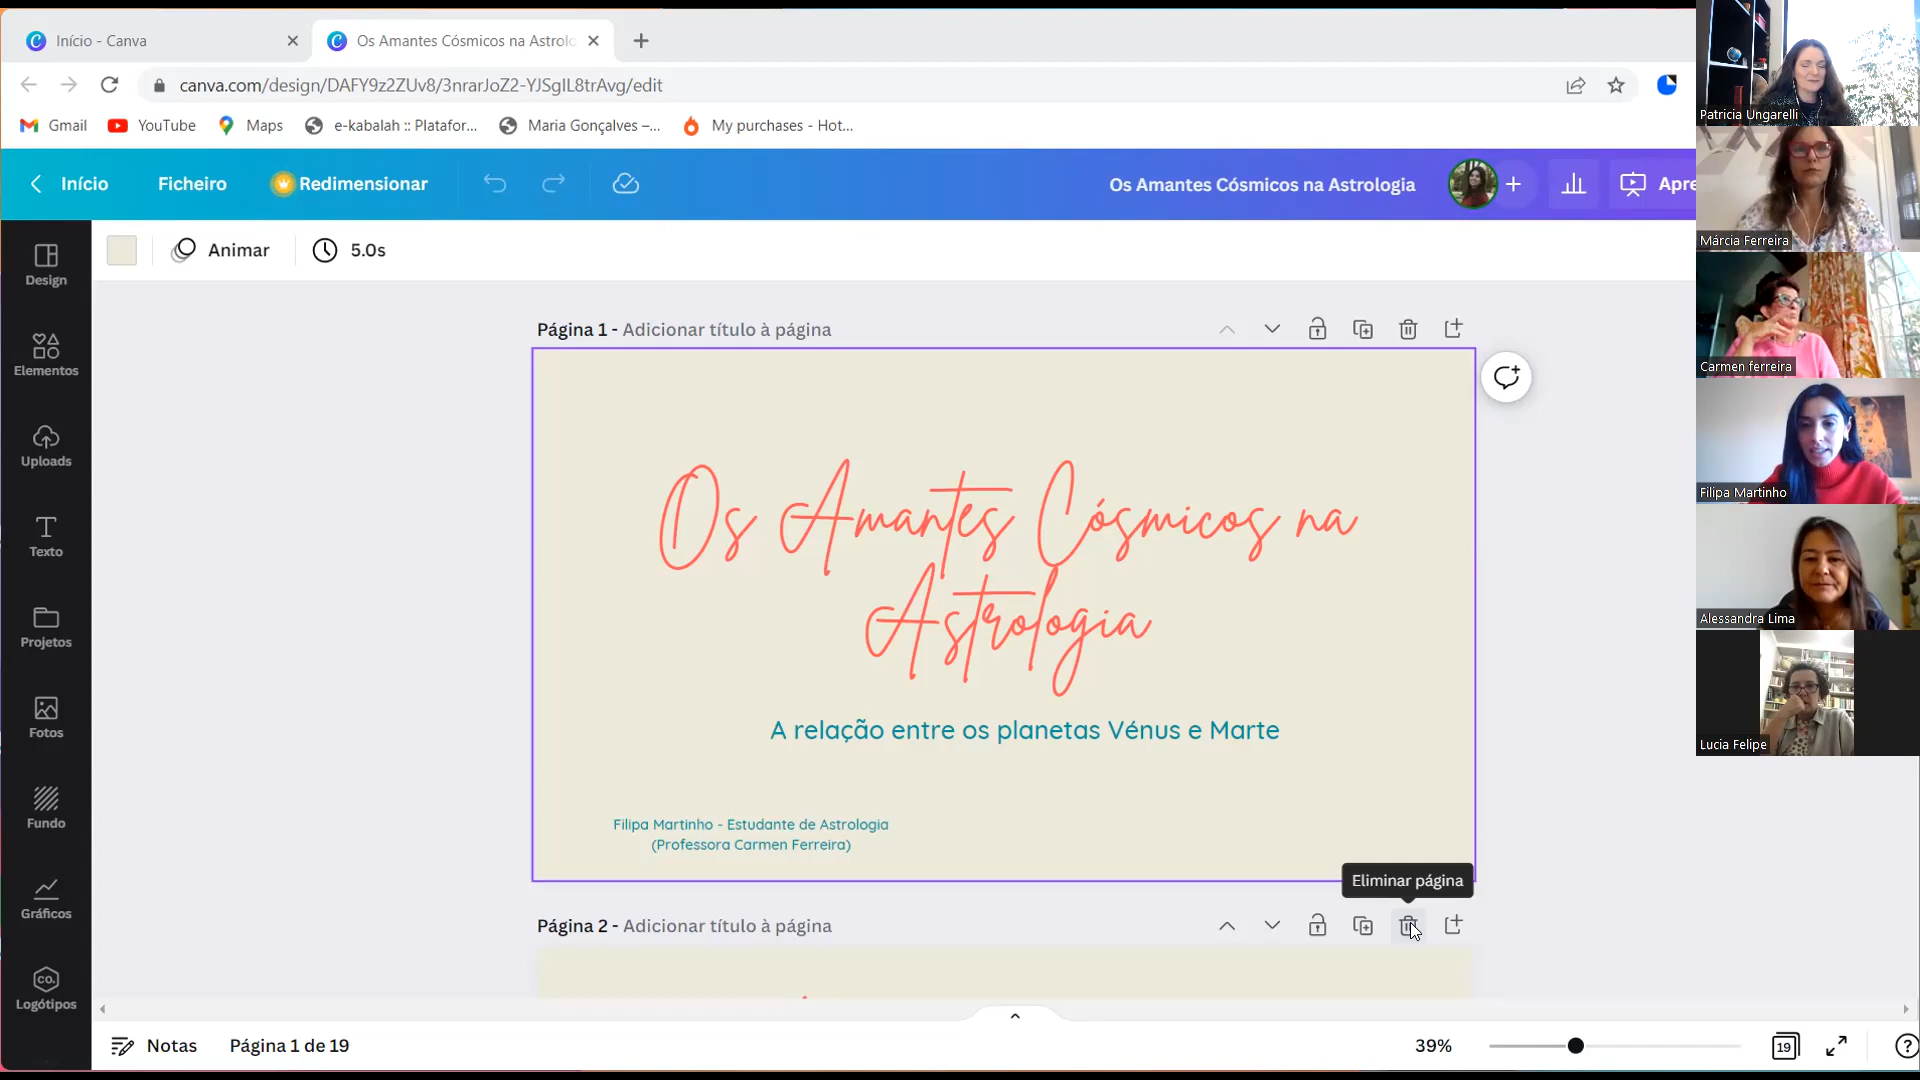 Início - Canva
Os Amantes Cósmicos na Astrolo
canva.com/design/DAFY9z2ZUv8/3nrarJoZ2-YJSgIL8trAvg/edit
Gmail
YouTube
Maps
e-kabalah :: Platafor...
Maria Gonçalves –...
My purchases - Hot...
Início
Ficheiro
Redimensionar
Os Amantes Cósmicos na Astrologia
Apre
Animar
5.0s
Design
Elementos
Uploads
Texto
Projetos
Fotos
Fundo
Gráficos
CO.
Logótipos
Página 1 - Adicionar título à página
Os Amantes Cósmicos na
Astrologia
A relação entre os planetas Vénus e Marte
Filipa Martinho - Estudante de Astrologia
(Professora Carmen Ferreira)
Eliminar página
Página 2 - Adicionar título à página
Notas
Página 1 de 19
39%
19
?
Patricia Ungarelli
Márcia Ferreira
Carmen ferreira
Filipa Martinho
Alessandra Lima
Lucia Felipe